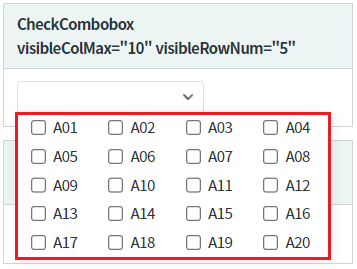 CheckCombobox
visibleColMax="10" visibleRowNum="5"
A01 A02 A03 A04
A05 A06 A07 A08
A09 A10 A11 A12
A13 A14 A15 A16
A17 A18 A19 A20